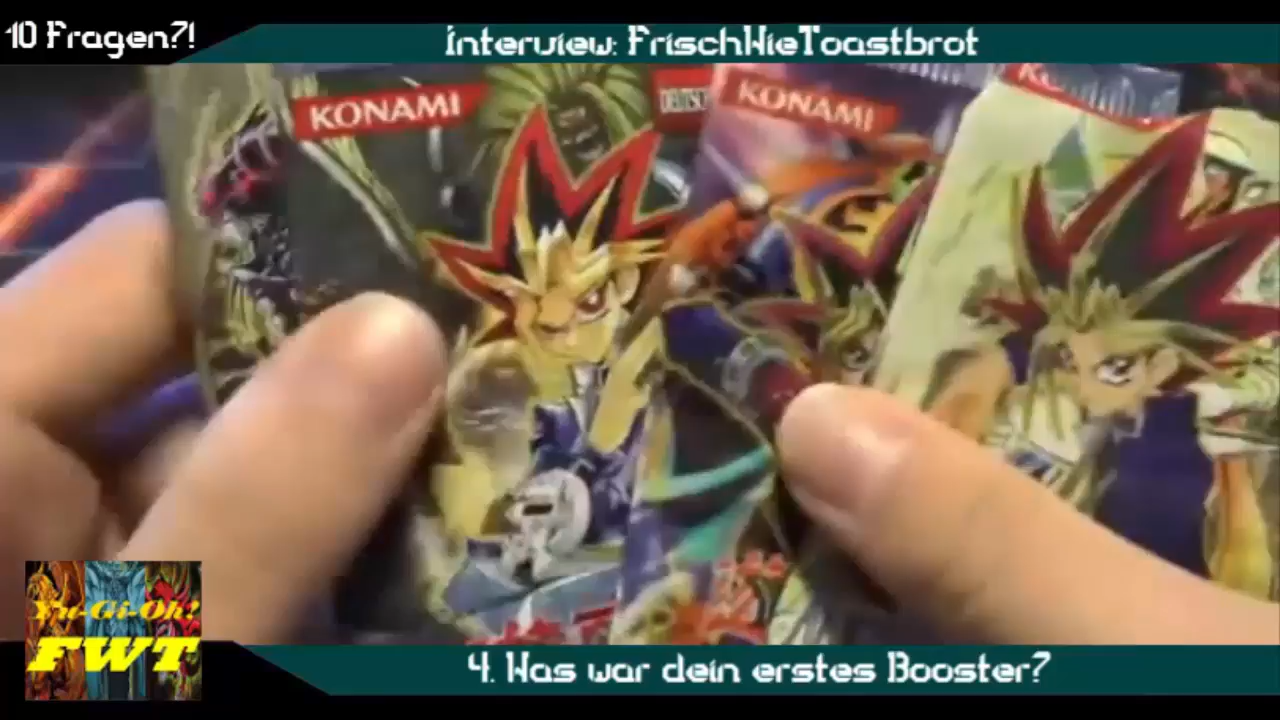 10 Fragen?!
Interview: FrischWieToastbrot
KONAMI
KONAMI
Yu-Gi-Oh!
FWT
4. Was war dein erstes Booster?